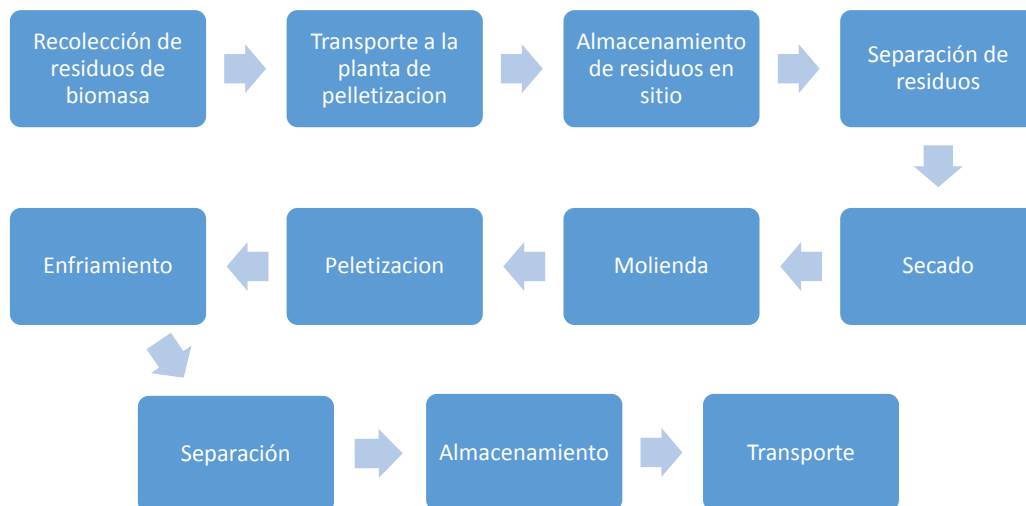 Recolección de
residuos de
biomasa
Transporte a la
planta de
pelletizacion
Almacenamiento
de residuos en
sitio
Separación de
residuos
Secado
Molienda
Peletizacion
Enfriamiento
Separación
Almacenamiento
Transporte